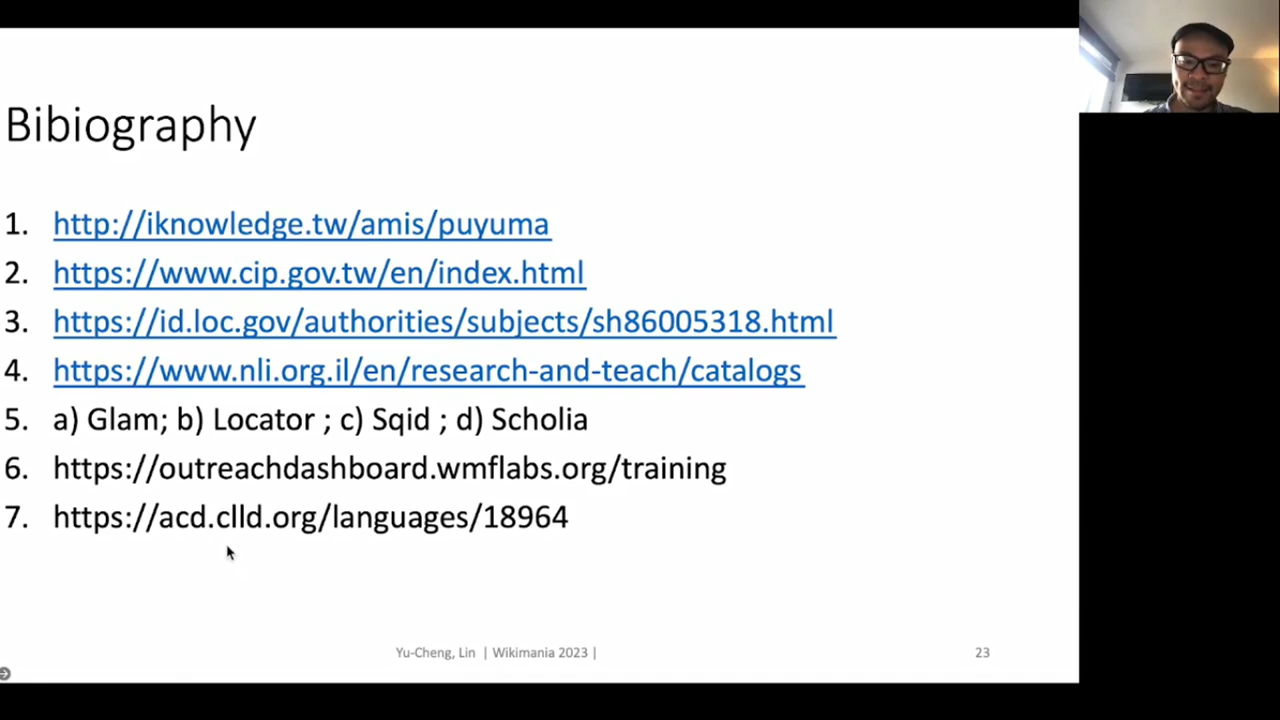 Bibiography
1. http://iknowledge.tw/amis/puyuma
2. https://www.cip.gov.tw/en/index.html
3. https://id.loc.gov/authorities/subjects/sh86005318.html
4. https://www.nli.org.il/en/research-and-teach/catalogs
5. a) Glam; b) Locator ; c) Sqid ; d) Scholia
6. https://outreachdashboard.wmflabs.org/training
7. https://acd.clld.org/languages/18964
Yu-Cheng, Lin | Wikimania 2023 | 23